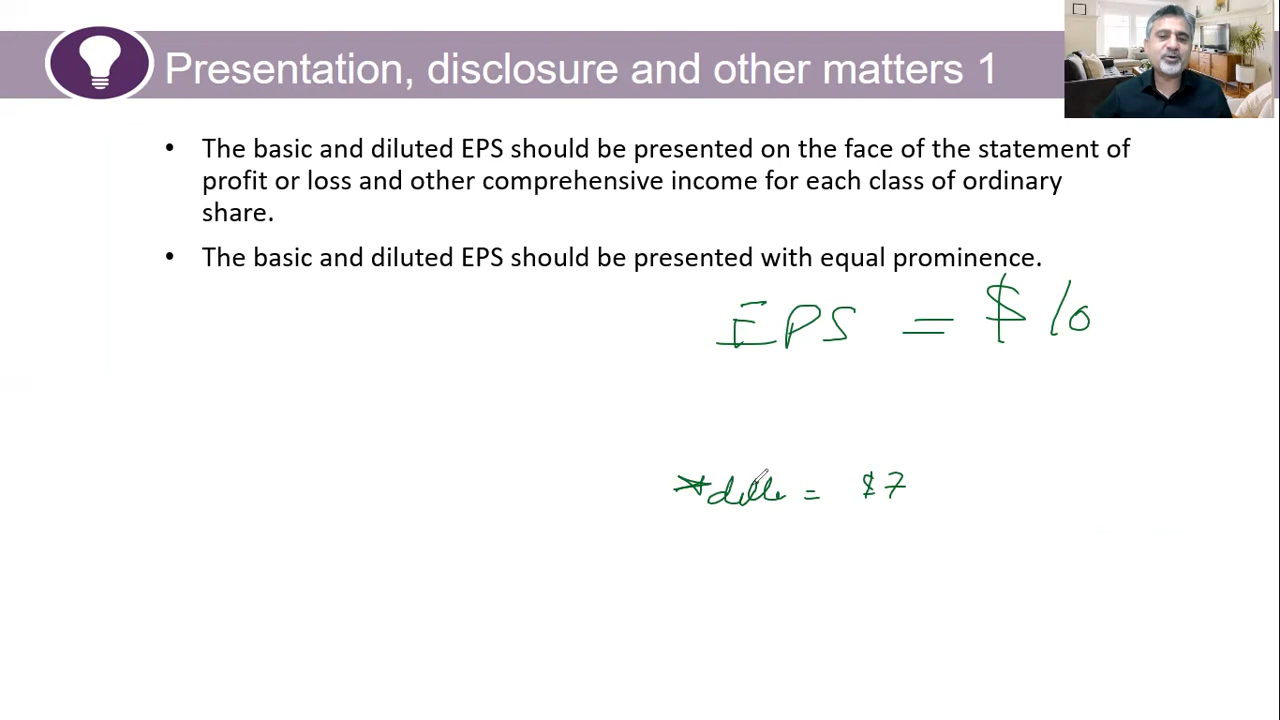 Presentation, disclosure and other matters 1
• The basic and diluted EPS should be presented on the face of the statement of
profit or loss and other comprehensive income for each class of ordinary
share.
• The basic and diluted EPS should be presented with equal prominence.
EPS = $ 10
* = $7